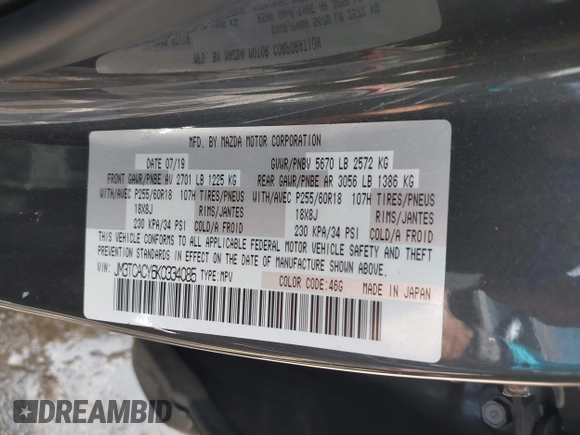 MFD. BY MAZDA MOTOR CORPORATION
DATE 07/19 GVWR/PNBV 5670 LB 2572 KG
FRONT GAWR/PNBE AV 2701 LB 1225 KG REAR GAWR/PNBE AR 3056 LB 1386 KG
WITH/AVEC P255/60R18 107H TIRES/PNEUS WITH/AVEC P255/60R18 107H TIRES/PNEUS
18X8J RIMS/JANTES 18X8J RIMS/JANTES
230 KPA/34 PSI COLD/A FROID 230 KPA/34 PSI COLD/A FROID
THIS VEHICLE CONFORMS TO ALL APPLICABLE FEDERAL MOTOR VEHICLE SAFETY AND THEFT
PREVENTION STANDARDS IN EFFECT ON THE DATE OF MANUFACTURE SHOWN ABOVE.
VIN: JM3TCACY6K0334085 TYPE:MPV COLOR CODE:46G MADE IN JAPAN
DREAMBID